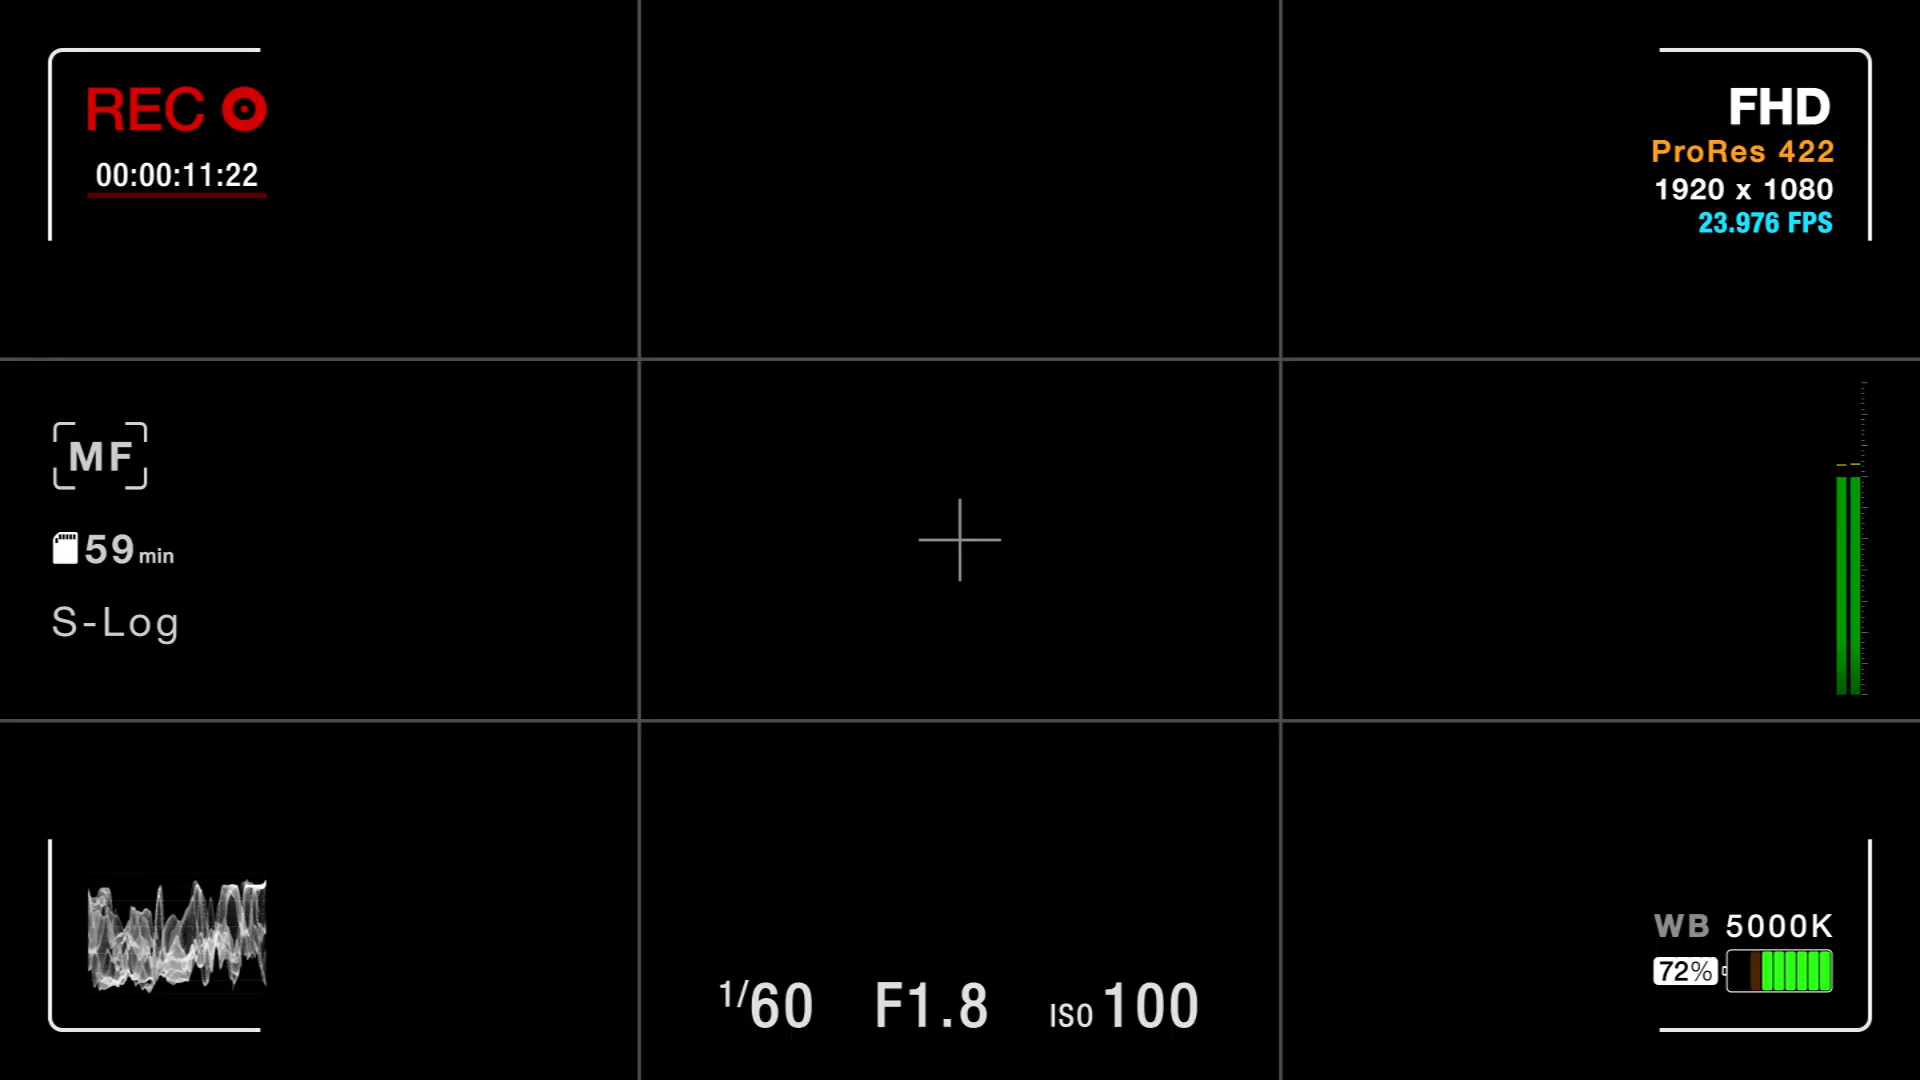 REC
00:00:11:22
FHD
ProRes 422
1920 x 1080
23.976 FPS
MF
59 min
S-Log
1/60 F1.8 ISO 100
WB 5000K
72%